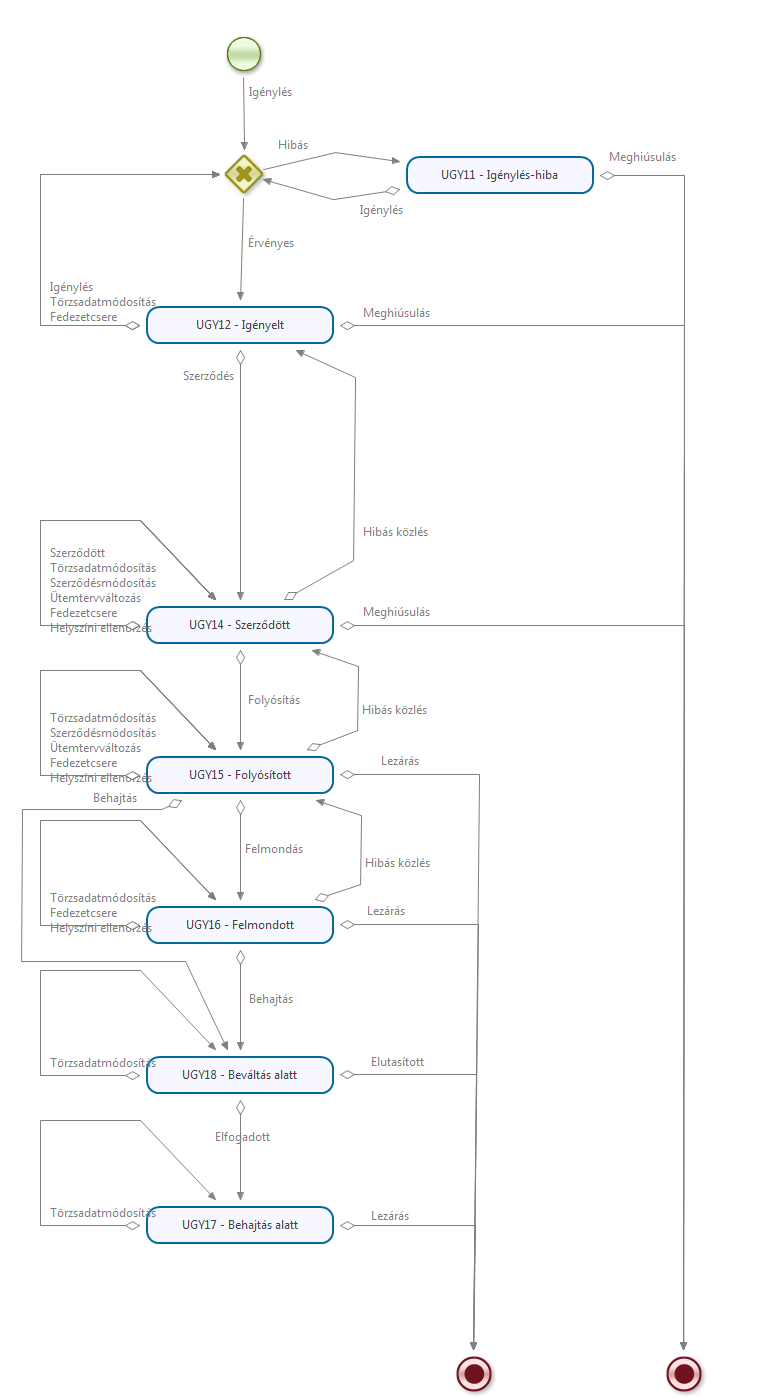 Igénylés
Hibás
Meghiúsulás
UGY11 - Igénylés-hiba
Igénylés
Érvényes
Igénylés
Törzsadatmódosítás
Fedezetcsere
Meghiúsulás
UGY12 - Igényelt
Szerződés
Hibás közlés
Szerződött
Törzsadatmódosítás
Szerződésmódosítás
Ütemtervváltozás
Fedezetcsere
Helyszíni ellenőrzés
Meghiúsulás
UGY14 - Szerződött
Folyósítás
Hibás közlés
Törzsadatmódosítás
Szerződésmódosítás
Ütemtervváltozás
Fedezetcsere
Helyszíni ellenőrzés
Lezárás
UGY15 - Folyósított
Behajtás
Felmondás
Hibás közlés
Törzsadatmódosítás
Fedezetcsere
Helyszíni ellenőrzés
Lezárás
UGY16 - Felmondott
Behajtás
Törzsadatmódosítás
Elutasított
UGY18 - Beváltás alatt
Elfogadott
Törzsadatmódosítás
Lezárás
UGY17 - Behajtás alatt